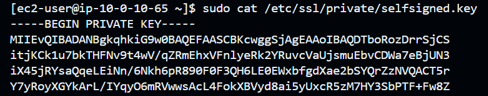 [ec2-user@ip-10-0-10-65 ~]$ sudo cat /etc/ssl/private/selfsigned.key
-----BEGIN PRIVATE KEY-----
MIIEvQIBADANBgkqhkiG9w0BAQEFAASCBKcwggSjAgEAAoIBAQDTboRozDrrSjCS
itjKCk1u7bkTHFNv9t4wV/qZRmEhxVFnlyeRk2YRuvcVaUjsmuEbvCDWa7eBjUN3
iX45jRYsaQqeLEiNn/6Nkh6pR890F0F3QH6LE0EWxbfgdXae2bSYQrZzNVQACT5r
Y7yRoyXGYkArL/IYqyO6mRVwwsAcL4FokXBVyd8ai5yUxcR5zM7HY3SbPTF+Fw8Z